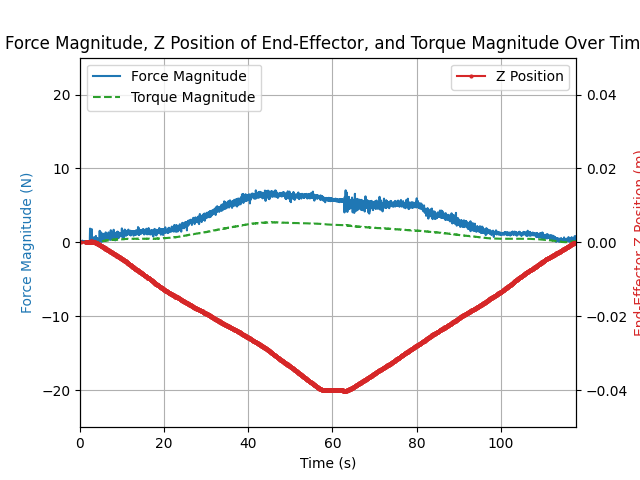 Force Magnitude, Z Position of End-Effector, and Torque Magnitude Over Tim
Force Magnitude
Torque Magnitude
Z Position
20
10
0
−10
−20
0.04
0.02
0.00
−0.02
−0.04
Force Magnitude (N)
End-Effector Z Position (m)
0 20 40 60 80 100
Time (s)